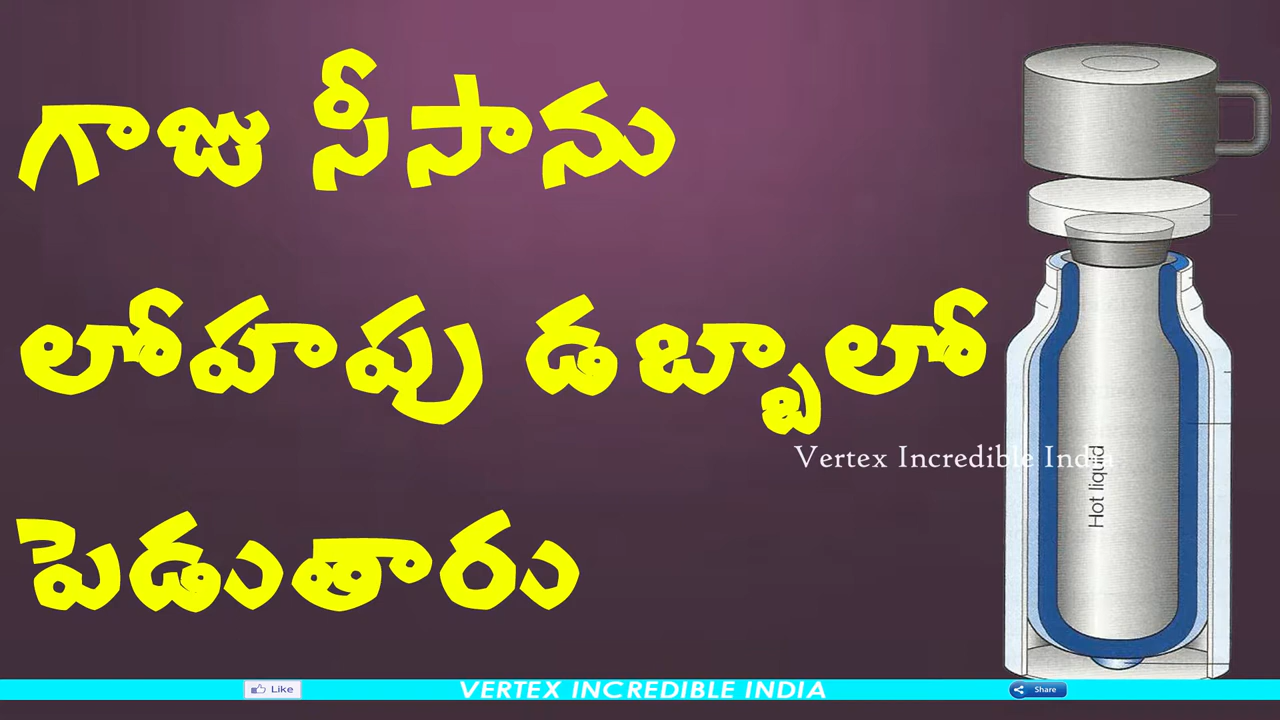 గాజు సీసాను
లోహపు డబ్బాలో
Vertex Incredible India
Hot liquid
పెడుతారు
Like
VERTEX INCREDIBLE INDIA
Share